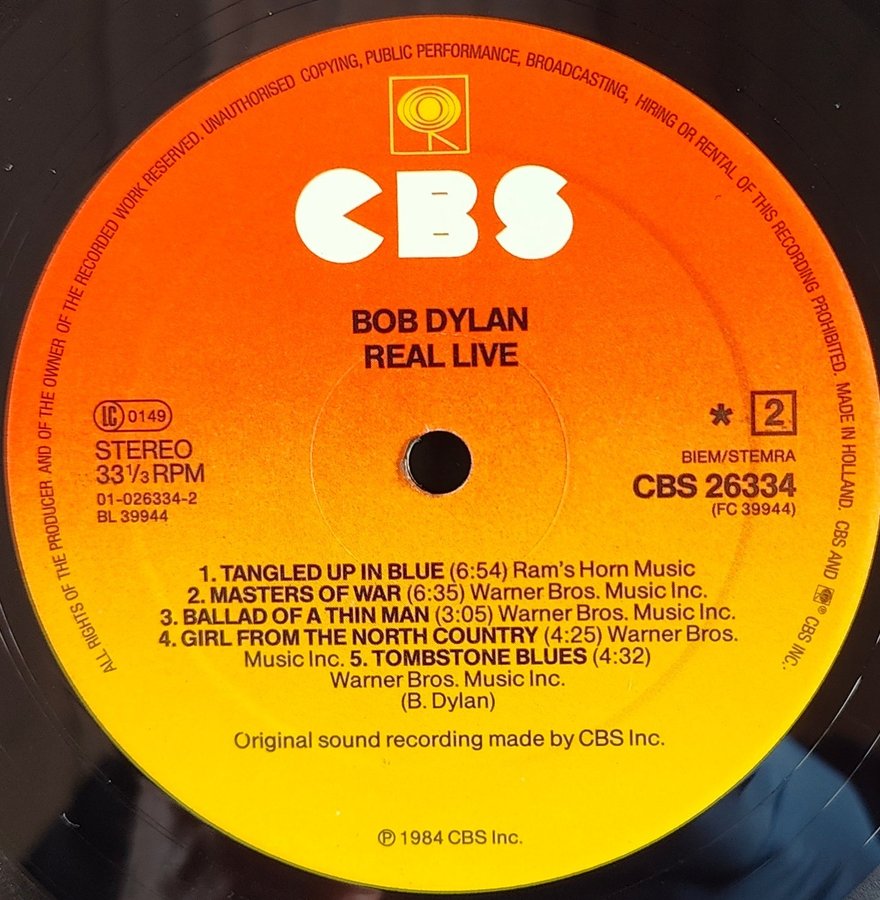 ALL RIGHTS OF THE PRODUCER AND OF THE OWNER OF THE RECORDED WORK RESERVED. UNAUTHORISED COPYING, PUBLIC PERFORMANCE, BROADCASTING, HIRING OR RENTAL OF THIS RECORDING PROHIBITED. MADE IN HOLLAND. CBS AND ® CBS INC.
CBS
BOB DYLAN
REAL LIVE
LC 0149
STEREO
33 1/3 RPM
01-026334-2
BL 39944
* 2
BIEM/STEMRA
CBS 26334
(FC 39944)
1. TANGLED UP IN BLUE (6:54) Ram's Horn Music
2. MASTERS OF WAR (6:35) Warner Bros. Music Inc.
3. BALLAD OF A THIN MAN (3:05) Warner Bros. Music Inc.
4. GIRL FROM THE NORTH COUNTRY (4:25) Warner Bros.
Music Inc. 5. TOMBSTONE BLUES (4:32)
Warner Bros. Music Inc.
(B. Dylan)
Original sound recording made by CBS Inc.
℗ 1984 CBS Inc.